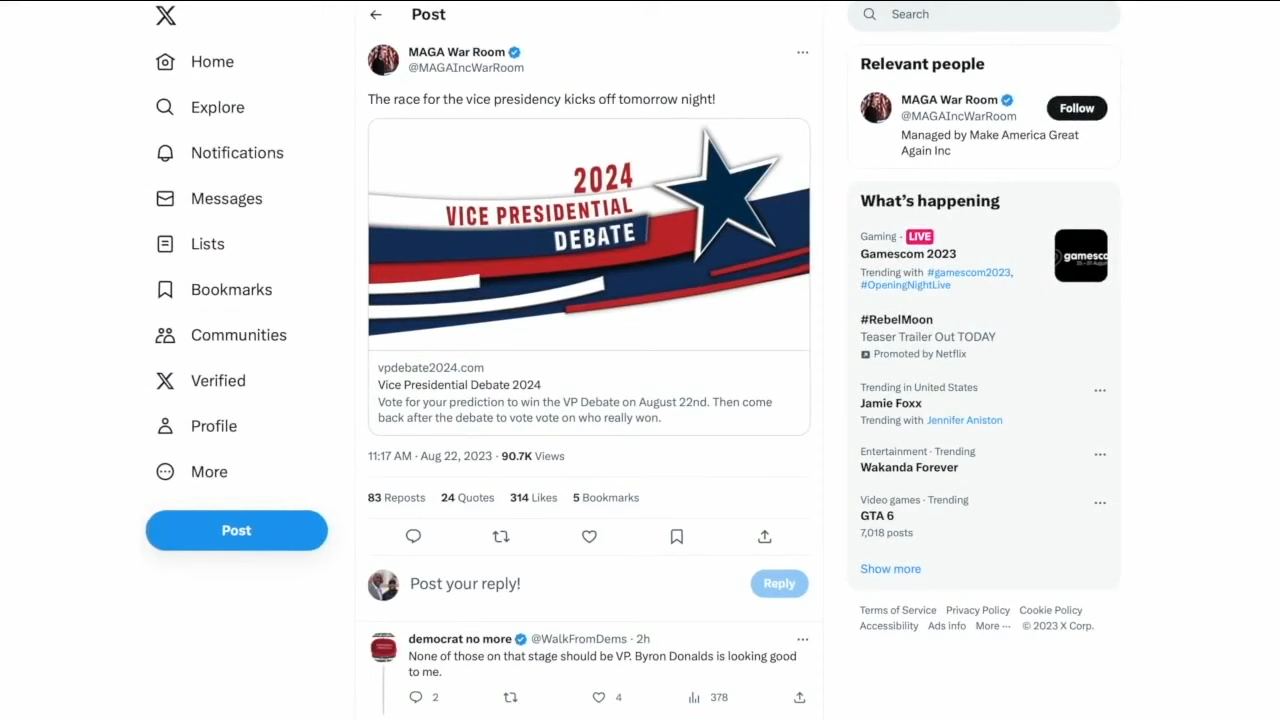 Home
Explore
Notifications
Messages
Lists
Bookmarks
Communities
Verified
Profile
More
Post
Post
MAGA War Room
@MAGAIncWarRoom
The race for the vice presidency kicks off tomorrow night!
2024
VICE PRESIDENTIAL
DEBATE
vpdebate2024.com
Vice Presidential Debate 2024
Vote for your prediction to win the VP Debate on August 22nd. Then come
back after the debate to vote vote on who really won.
11:17 AM · Aug 22, 2023 · 90.7K Views
83 Reposts 24 Quotes 314 Likes 5 Bookmarks
Post your reply!
Reply
democrat no more @WalkFromDems · 2h
None of those on that stage should be VP. Byron Donalds is looking good
to me.
2 4 378
Search
Relevant people
MAGA War Room
@MAGAIncWarRoom
Follow
Managed by Make America Great
Again Inc
What's happening
Gaming · LIVE
Gamescom 2023
Trending with #gamescom2023,
#OpeningNightLive
gamesco
#RebelMoon
Teaser Trailer Out TODAY
Promoted by Netflix
Trending in United States
Jamie Foxx
Trending with Jennifer Aniston
Entertainment · Trending
Wakanda Forever
Video games · Trending
GTA 6
7,018 posts
Show more
Terms of Service Privacy Policy Cookie Policy
Accessibility Ads info More ··· © 2023 X Corp.